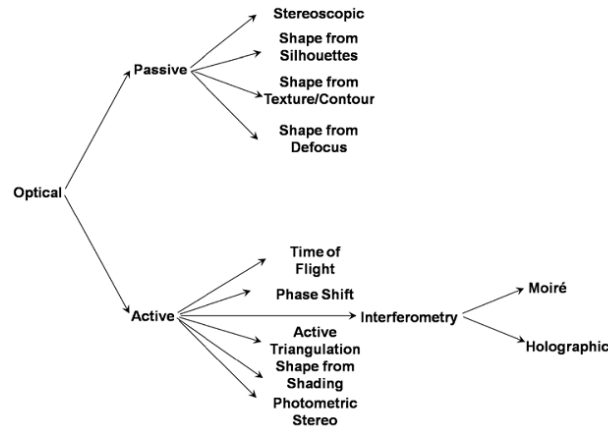 Stereoscopic
Shape from
Silhouettes
Passive
Shape from
Texture/Contour
Shape from
Defocus
Optical
Time of
Flight
Phase Shift
Moiré
Active
Interferometry
Active
Triangulation
Holographic
Shape from
Shading
Photometric
Stereo